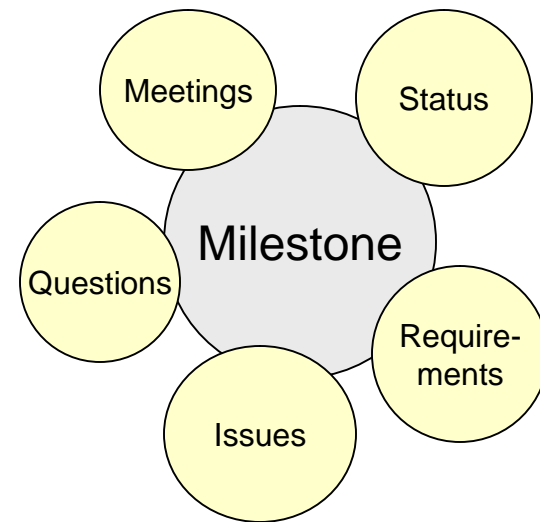 Meetings
Status
Milestone
Questions
Require-
ments
Issues